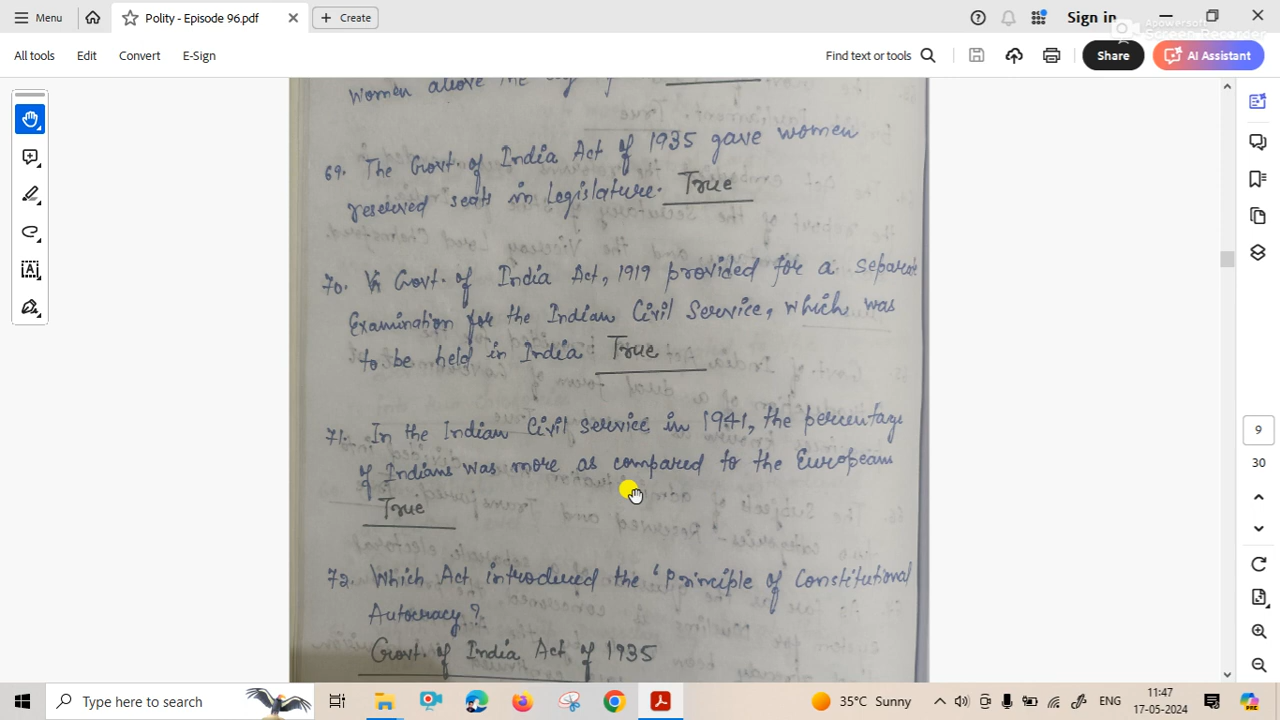 Menu
Polity - Episode 96.pdf
Create
Sign in
Apowersoft
Screen Recorder
All tools
Edit
Convert
E-Sign
Find text or tools
Share
AI Assistant
women above the
69. The Govt. of India Act of 1935 gave women
reserved seats in Legislature. True
70. Govt. of India Act, 1919 provided for a separate
Examination for the Indian Civil Service, which was
to be held in India : True
71. In the Indian Civil Service in 1941, the percentage
of Indians was more as compared to the European
True
72. Which Act introduced the 'Principle of Constitutional
Autocracy?
Govt. of India Act of 1935
9
30
Type here to search
35°C Sunny
ENG
11:47
17-05-2024